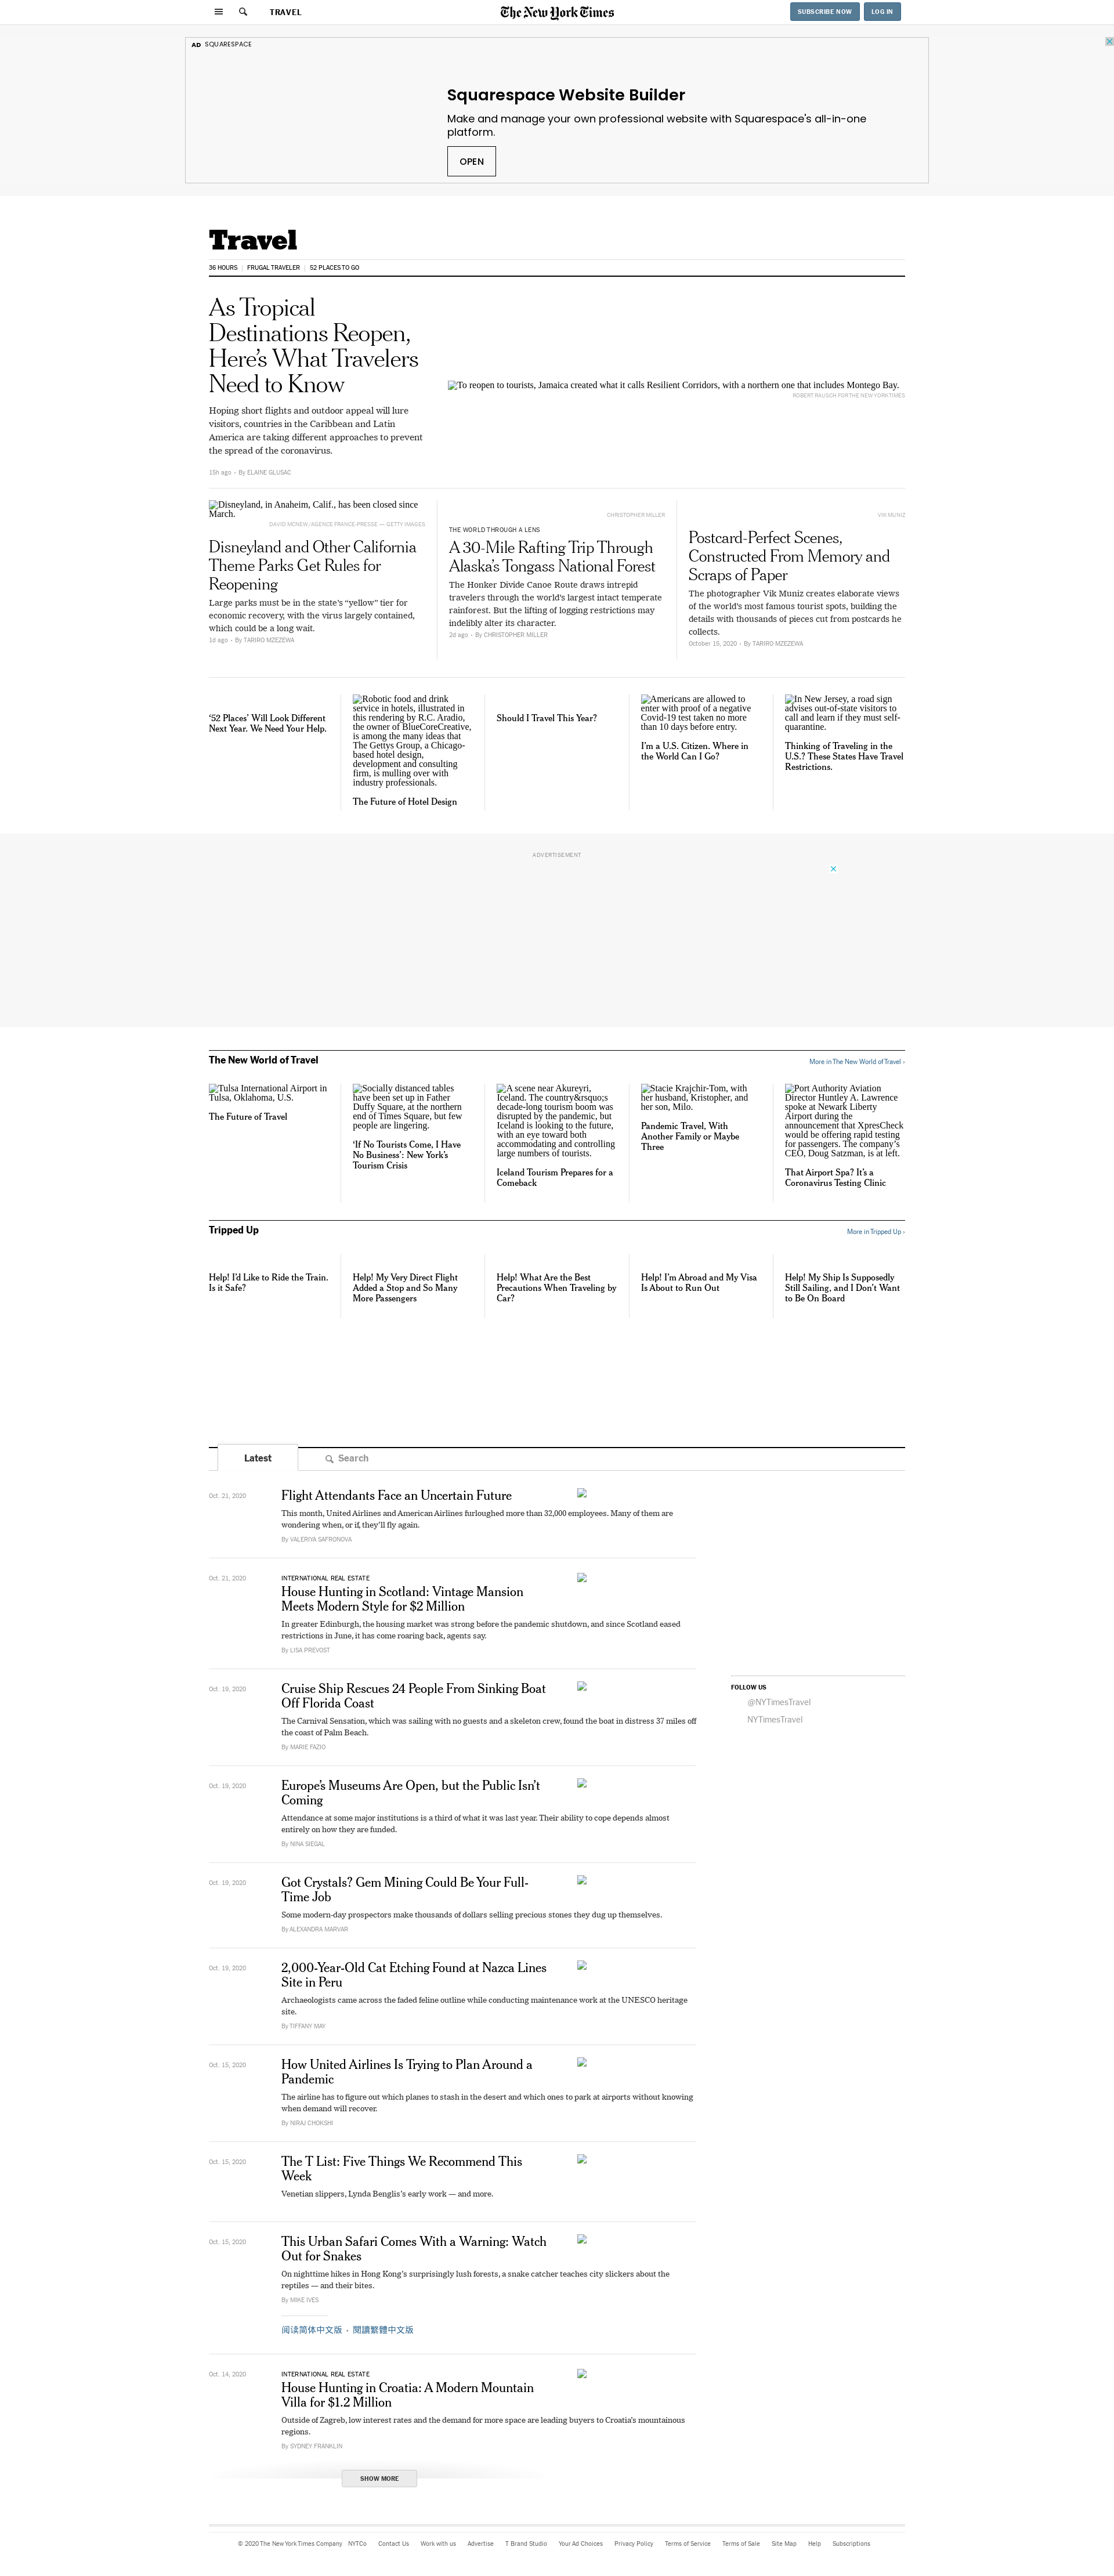 TRAVEL
The New York Times
SUBSCRIBE NOW
LOG IN
AD SQUARESPACE
Squarespace Website Builder
Make and manage your own professional website with Squarespace's all-in-one
platform.
OPEN
Travel
36 HOURS
FRUGAL TRAVELER
52 PLACES TO GO
As Tropical
Destinations Reopen,
Here’s What Travelers
Need to Know
Hoping short flights and outdoor appeal will lure
visitors, countries in the Caribbean and Latin
America are taking different approaches to prevent
the spread of the coronavirus.
15h ago • By ELAINE GLUSAC
To reopen to tourists, Jamaica created what it calls Resilient Corridors, with a northern one that includes Montego Bay.
ROBERT RAUSCH FOR THE NEW YORK TIMES
Disneyland, in Anaheim, Calif., has been closed since
March.
DAVID MCNEW/AGENCE FRANCE-PRESSE — GETTY IMAGES
Disneyland and Other California
Theme Parks Get Rules for
Reopening
Large parks must be in the state’s “yellow” tier for
economic recovery, with the virus largely contained,
which could be a long wait.
1d ago • By TARIRO MZEZEWA
CHRISTOPHER MILLER
THE WORLD THROUGH A LENS
A 30-Mile Rafting Trip Through
Alaska’s Tongass National Forest
The Honker Divide Canoe Route draws intrepid
travelers through the world’s largest intact temperate
rainforest. But the lifting of logging restrictions may
indelibly alter its character.
2d ago • By CHRISTOPHER MILLER
VIK MUNIZ
Postcard-Perfect Scenes,
Constructed From Memory and
Scraps of Paper
The photographer Vik Muniz creates elaborate views
of the world’s most famous tourist spots, building the
details with thousands of pieces cut from postcards he
collects.
October 15, 2020 • By TARIRO MZEZEWA
‘52 Places’ Will Look Different
Next Year. We Need Your Help.
Robotic food and drink
service in hotels, illustrated in
this rendering by R.C. Aradio,
the owner of BlueCoreCreative,
is among the many ideas that
The Gettys Group, a Chicago-
based hotel design,
development and consulting
firm, is mulling over with
industry professionals.
The Future of Hotel Design
Should I Travel This Year?
Americans are allowed to
enter with proof of a negative
Covid-19 test taken no more
than 10 days before entry.
I’m a U.S. Citizen. Where in
the World Can I Go?
In New Jersey, a road sign
advises out-of-state visitors to
call and learn if they must self-
quarantine.
Thinking of Traveling in the
U.S.? These States Have Travel
Restrictions.
ADVERTISEMENT
The New World of Travel
More in The New World of Travel ›
Tulsa International Airport in
Tulsa, Oklahoma, U.S.
The Future of Travel
Socially distanced tables
have been set up in Father
Duffy Square, at the northern
end of Times Square, but few
people are lingering.
‘If No Tourists Come, I Have
No Business’: New York’s
Tourism Crisis
A scene near Akureyri,
Iceland. The country&rsquo;s
decade-long tourism boom was
disrupted by the pandemic, but
Iceland is looking to the future,
with an eye toward both
accommodating and controlling
large numbers of tourists.
Iceland Tourism Prepares for a
Comeback
Stacie Krajchir-Tom, with
her husband, Kristopher, and
her son, Milo.
Pandemic Travel, With
Another Family or Maybe
Three
Port Authority Aviation
Director Huntley A. Lawrence
spoke at Newark Liberty
Airport during the
announcement that XpresCheck
would be offering rapid testing
for passengers. The company’s
CEO, Doug Satzman, is at left.
That Airport Spa? It’s a
Coronavirus Testing Clinic
Tripped Up
More in Tripped Up ›
Help! I’d Like to Ride the Train.
Is it Safe?
Help! My Very Direct Flight
Added a Stop and So Many
More Passengers
Help! What Are the Best
Precautions When Traveling by
Car?
Help! I’m Abroad and My Visa
Is About to Run Out
Help! My Ship Is Supposedly
Still Sailing, and I Don’t Want
to Be On Board
Latest
Search
Oct. 21, 2020
Flight Attendants Face an Uncertain Future
This month, United Airlines and American Airlines furloughed more than 32,000 employees. Many of them are
wondering when, or if, they’ll fly again.
By VALERIYA SAFRONOVA
Oct. 21, 2020
INTERNATIONAL REAL ESTATE
House Hunting in Scotland: Vintage Mansion
Meets Modern Style for $2 Million
In greater Edinburgh, the housing market was strong before the pandemic shutdown, and since Scotland eased
restrictions in June, it has come roaring back, agents say.
By LISA PREVOST
Oct. 19, 2020
Cruise Ship Rescues 24 People From Sinking Boat
Off Florida Coast
The Carnival Sensation, which was sailing with no guests and a skeleton crew, found the boat in distress 37 miles off
the coast of Palm Beach.
By MARIE FAZIO
FOLLOW US
@NYTimesTravel
NYTimesTravel
Oct. 19, 2020
Europe’s Museums Are Open, but the Public Isn’t
Coming
Attendance at some major institutions is a third of what it was last year. Their ability to cope depends almost
entirely on how they are funded.
By NINA SIEGAL
Oct. 19, 2020
Got Crystals? Gem Mining Could Be Your Full-
Time Job
Some modern-day prospectors make thousands of dollars selling precious stones they dug up themselves.
By ALEXANDRA MARVAR
Oct. 19, 2020
2,000-Year-Old Cat Etching Found at Nazca Lines
Site in Peru
Archaeologists came across the faded feline outline while conducting maintenance work at the UNESCO heritage
site.
By TIFFANY MAY
Oct. 15, 2020
How United Airlines Is Trying to Plan Around a
Pandemic
The airline has to figure out which planes to stash in the desert and which ones to park at airports without knowing
when demand will recover.
By NIRAJ CHOKSHI
Oct. 15, 2020
The T List: Five Things We Recommend This
Week
Venetian slippers, Lynda Benglis’s early work — and more.
Oct. 15, 2020
This Urban Safari Comes With a Warning: Watch
Out for Snakes
On nighttime hikes in Hong Kong’s surprisingly lush forests, a snake catcher teaches city slickers about the
reptiles — and their bites.
By MIKE IVES
阅读简体中文版 • 閱讀繁體中文版
Oct. 14, 2020
INTERNATIONAL REAL ESTATE
House Hunting in Croatia: A Modern Mountain
Villa for $1.2 Million
Outside of Zagreb, low interest rates and the demand for more space are leading buyers to Croatia’s mountainous
regions.
By SYDNEY FRANKLIN
SHOW MORE
© 2020 The New York Times Company NYTCo Contact Us Work with us Advertise T Brand Studio Your Ad Choices Privacy Policy Terms of Service Terms of Sale Site Map Help Subscriptions